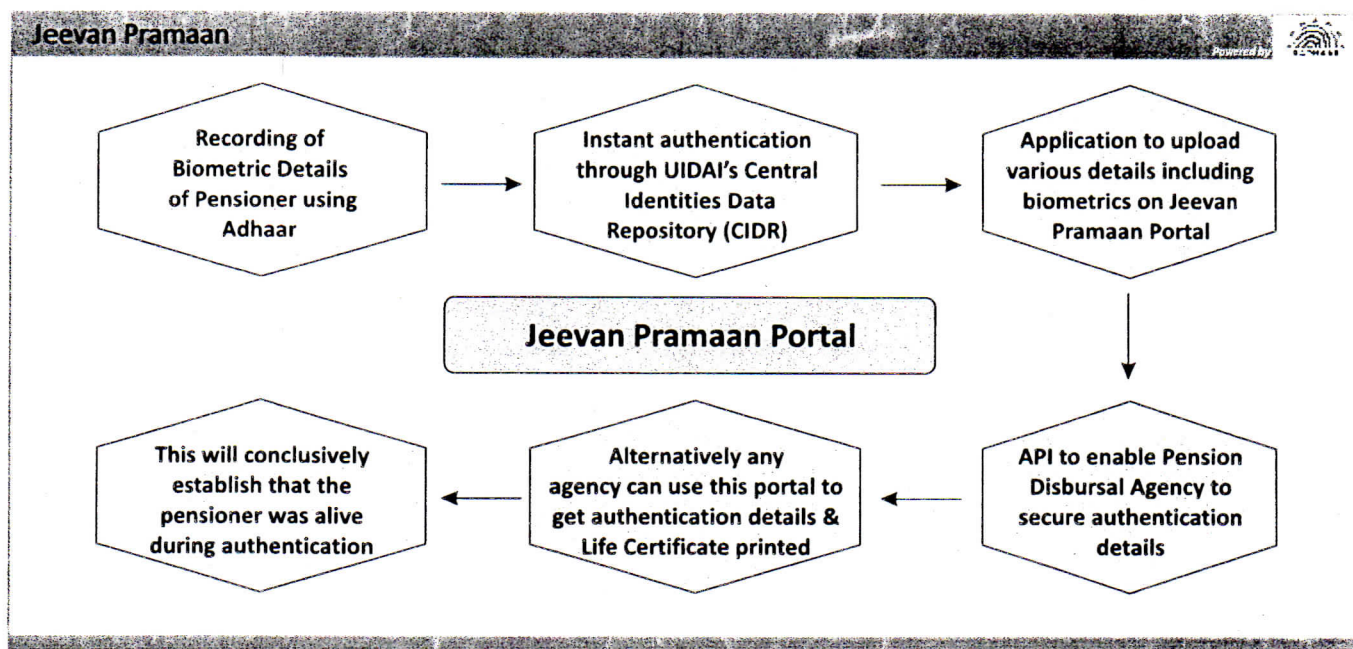 Jeevan Pramaan
Powered by
Recording of
Biometric Details
of Pensioner using
Adhaar
Instant authentication
through UIDAI's Central
Identities Data
Repository (CIDR)
Application to upload
various details including
biometrics on Jeevan
Pramaan Portal
Jeevan Pramaan Portal
This will conclusively
establish that the
pensioner was alive
during authentication
Alternatively any
agency can use this portal to
get authentication details &
Life Certificate printed
API to enable Pension
Disbursal Agency to
secure authentication
details